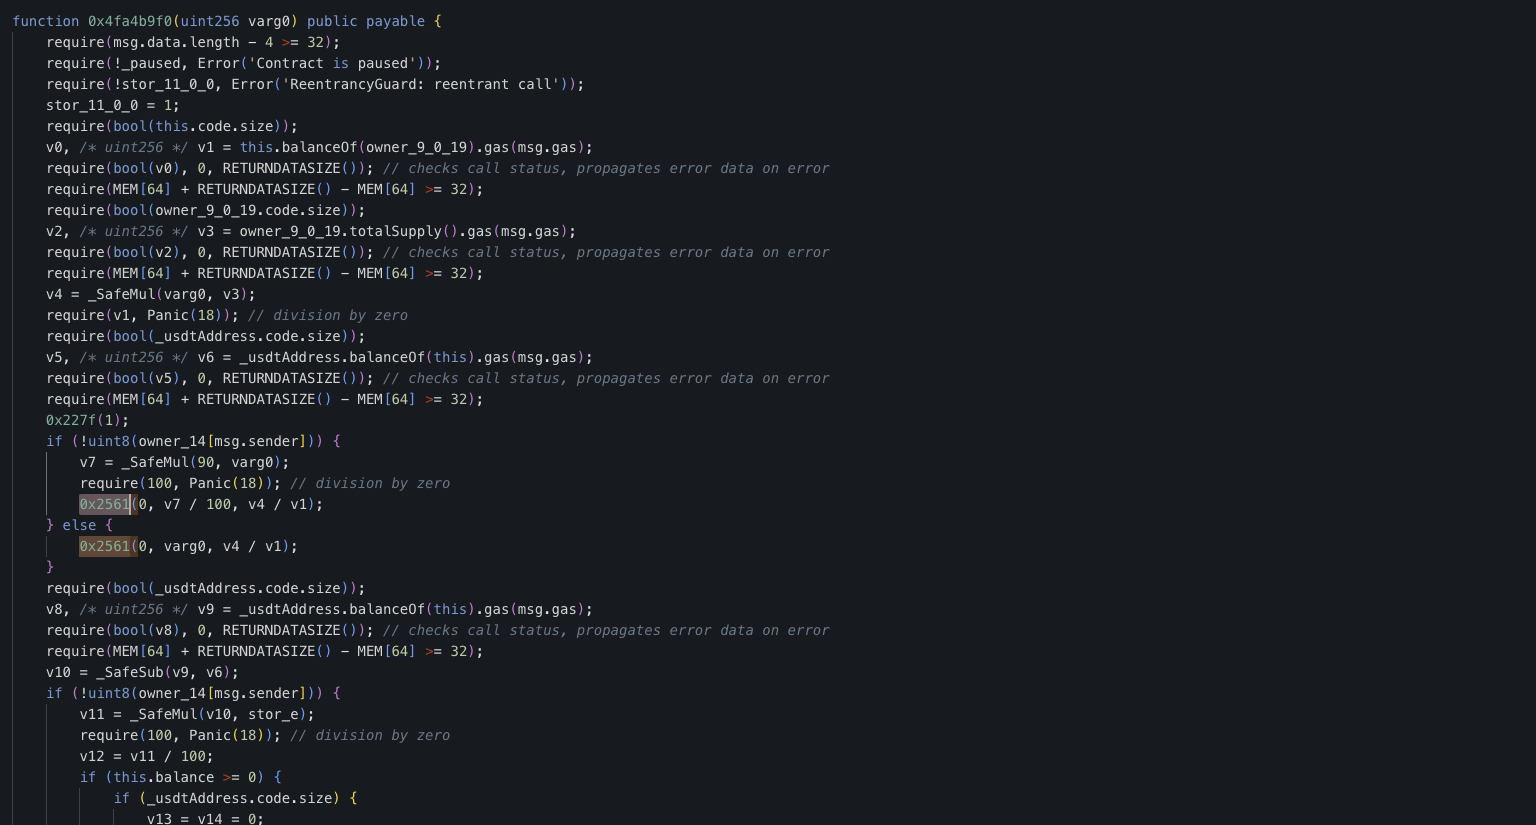 function 0x4fa4b9f0(uint256 varg0) public payable {
require(msg.data.length - 4 >= 32);
require(!_paused, Error('Contract is paused'));
require(!stor_11_0_0, Error('ReentrancyGuard: reentrant call'));
stor_11_0_0 = 1;
require(bool(this.code.size));
v0, /* uint256 */ v1 = this.balanceOf(owner_9_0_19).gas(msg.gas);
require(bool(v0), 0, RETURNDATASIZE()); // checks call status, propagates error data on error
require(MEM[64] + RETURNDATASIZE() - MEM[64] >= 32);
require(bool(owner_9_0_19.code.size));
v2, /* uint256 */ v3 = owner_9_0_19.totalSupply().gas(msg.gas);
require(bool(v2), 0, RETURNDATASIZE()); // checks call status, propagates error data on error
require(MEM[64] + RETURNDATASIZE() - MEM[64] >= 32);
v4 = _SafeMul(varg0, v3);
require(v1, Panic(18)); // division by zero
require(bool(_usdtAddress.code.size));
v5, /* uint256 */ v6 = _usdtAddress.balanceOf(this).gas(msg.gas);
require(bool(v5), 0, RETURNDATASIZE()); // checks call status, propagates error data on error
require(MEM[64] + RETURNDATASIZE() - MEM[64] >= 32);
0x227f(1);
if (!uint8(owner_14[msg.sender])) {
v7 = _SafeMul(90, varg0);
require(100, Panic(18)); // division by zero
0x2561(0, v7 / 100, v4 / v1);
} else {
0x2561(0, varg0, v4 / v1);
}
require(bool(_usdtAddress.code.size));
v8, /* uint256 */ v9 = _usdtAddress.balanceOf(this).gas(msg.gas);
require(bool(v8), 0, RETURNDATASIZE()); // checks call status, propagates error data on error
require(MEM[64] + RETURNDATASIZE() - MEM[64] >= 32);
v10 = _SafeSub(v9, v6);
if (!uint8(owner_14[msg.sender])) {
v11 = _SafeMul(v10, stor_e);
require(100, Panic(18)); // division by zero
v12 = v11 / 100;
if (this.balance >= 0) {
if (_usdtAddress.code.size) {
v13 = v14 = 0;